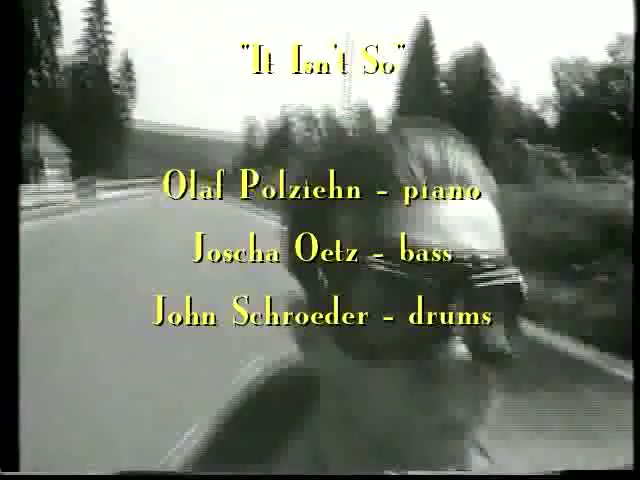 "It Isn't So"
Olaf Polziehn - piano
Joscha Oetz - bass
John Schroeder - drums